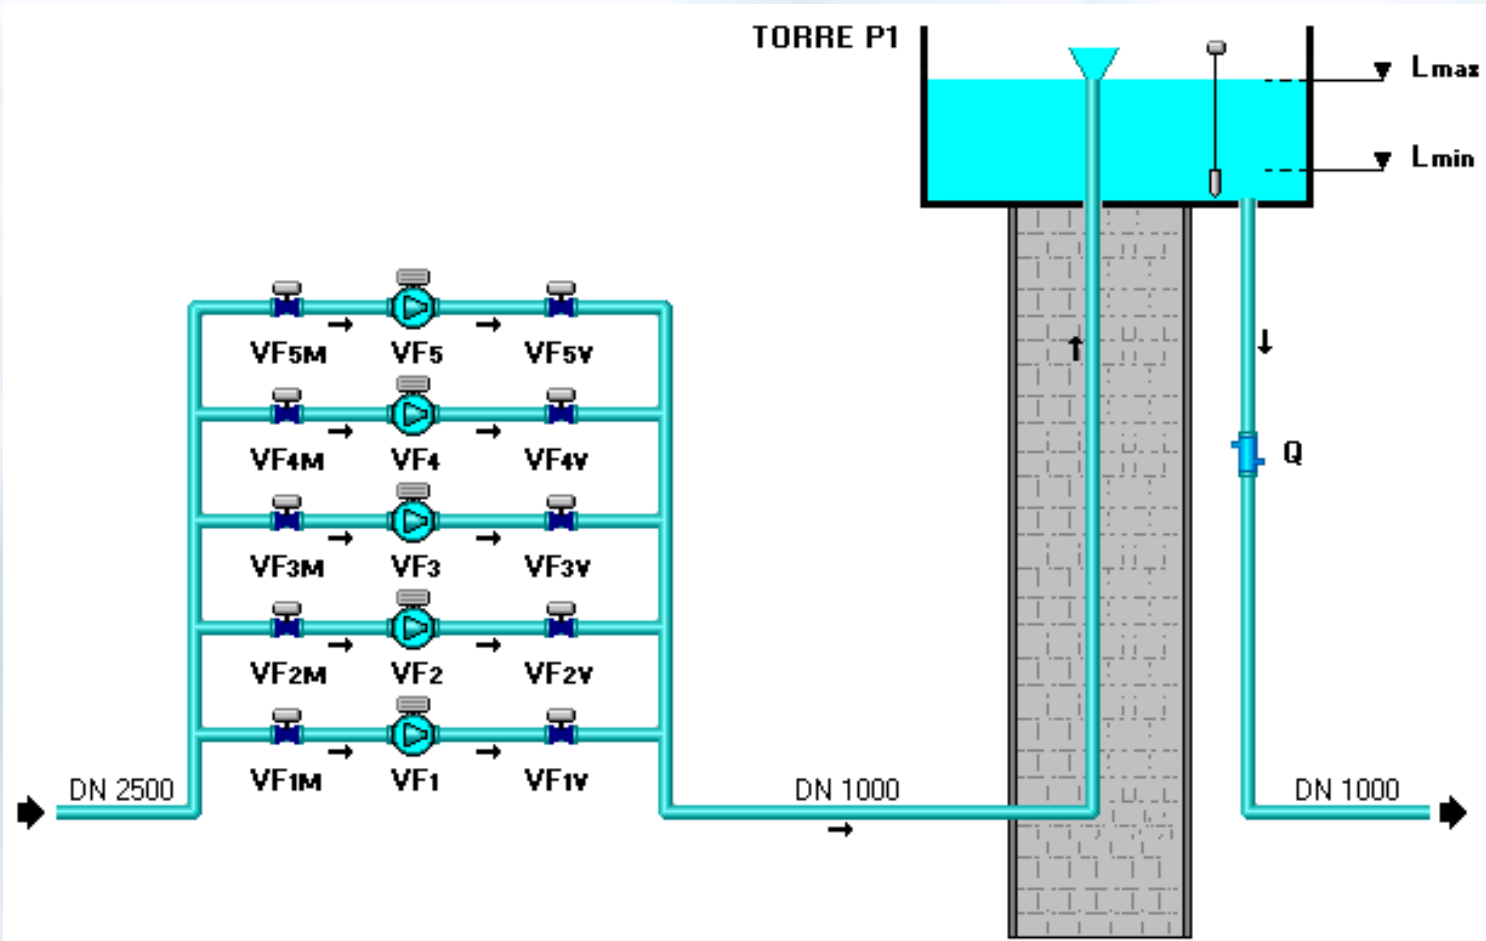 TORRE P1
Lmax
Lmin
VF5M VF5 VF5V
VF4M VF4 VF4V
Q
VF3M VF3 VF3V
VF2M VF2 VF2V
VF1M VF1 VF1V
DN 2500 DN 1000 DN 1000